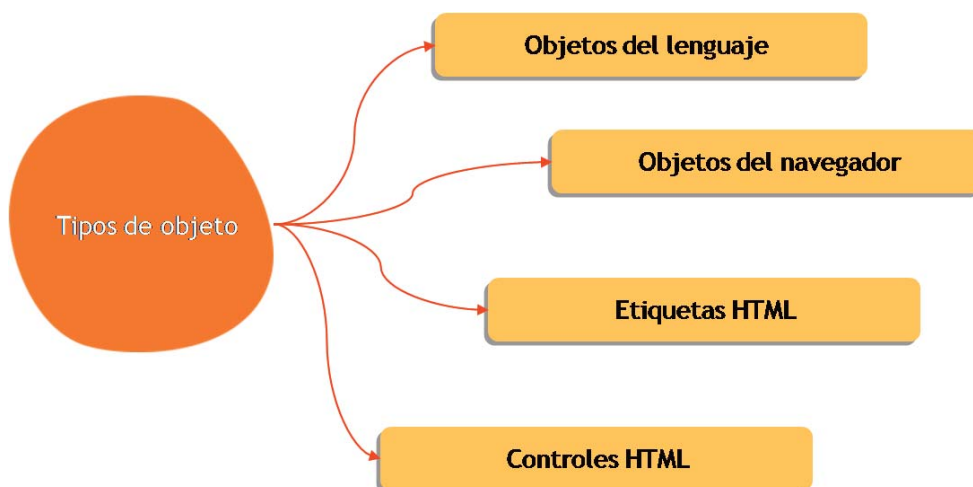 Tipos de objeto
Objetos del lenguaje
Objetos del navegador
Etiquetas HTML
Controles HTML